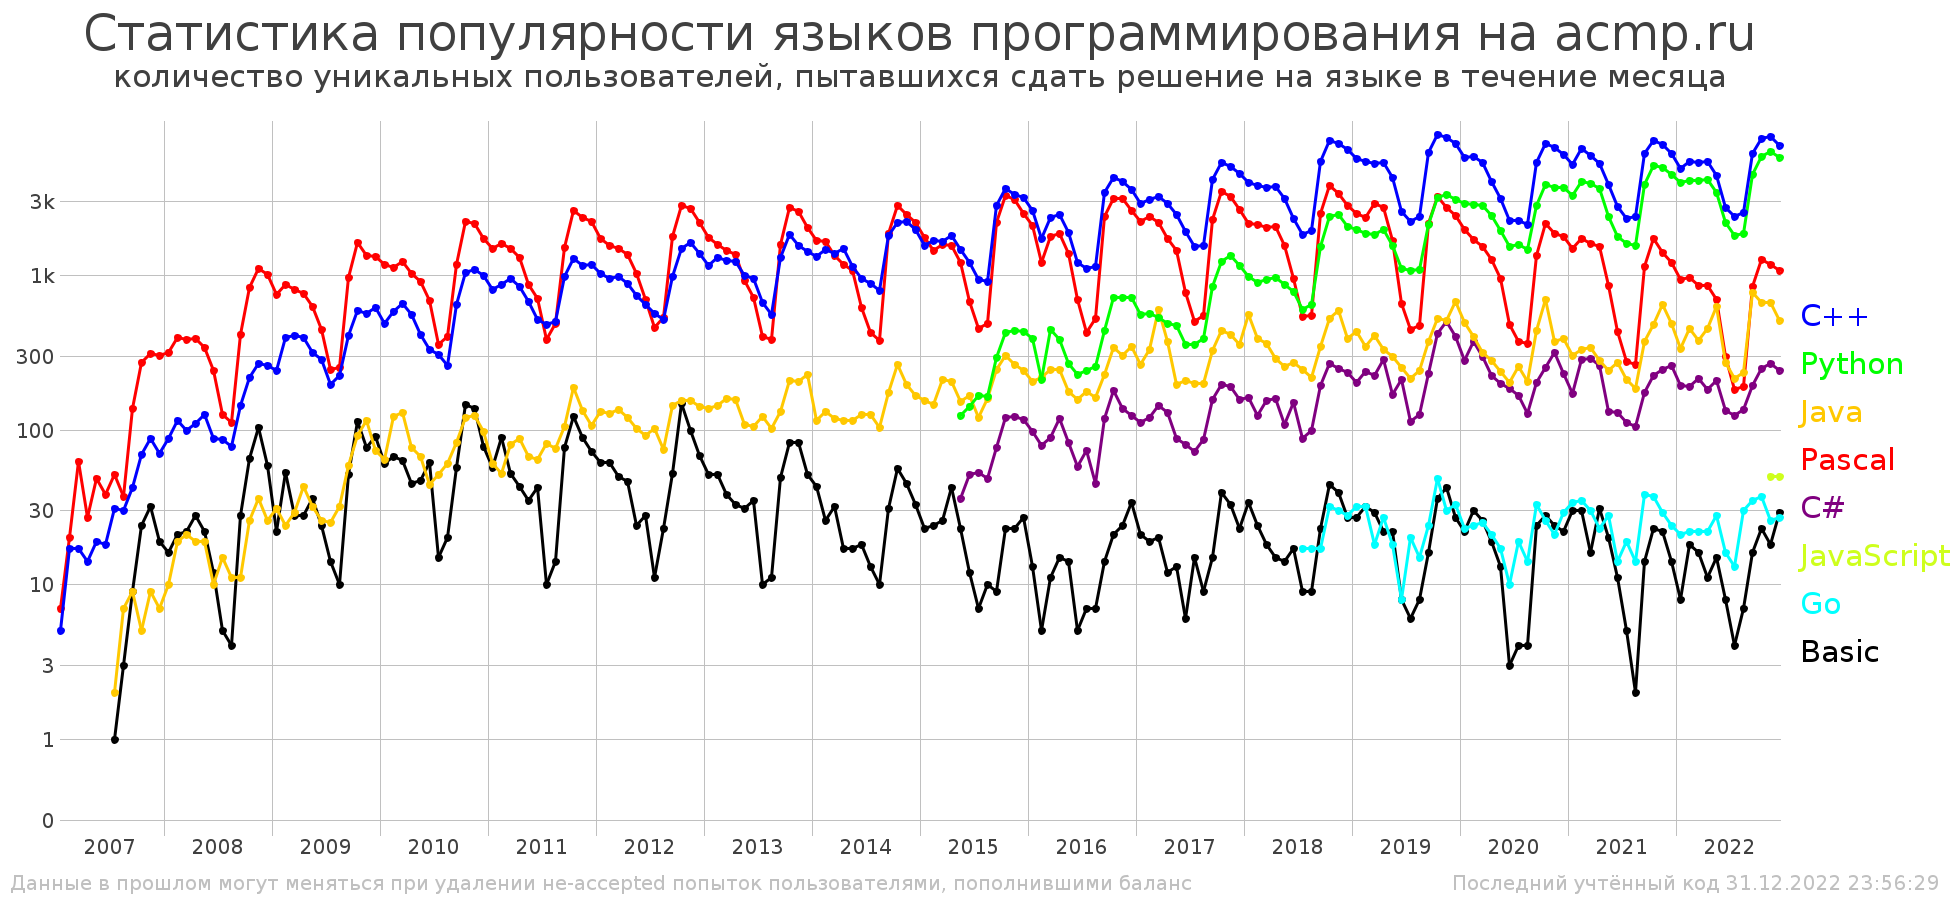 Статистика популярности языков программирования на acmp.ru
количество уникальных пользователей, пытавшихся сдать решение на языке в течение месяца
3k
1k
300
100
30
10
3
1
0
C++
Python
Java
Pascal
C#
JavaScript
Go
Basic
2007 2008 2009 2010 2011 2012 2013 2014 2015 2016 2017 2018 2019 2020 2021 2022
Данные в прошлом могут меняться при удалении не-accepted попыток пользователями, пополнившими баланс
Последний учтённый код 31.12.2022 23:56:29